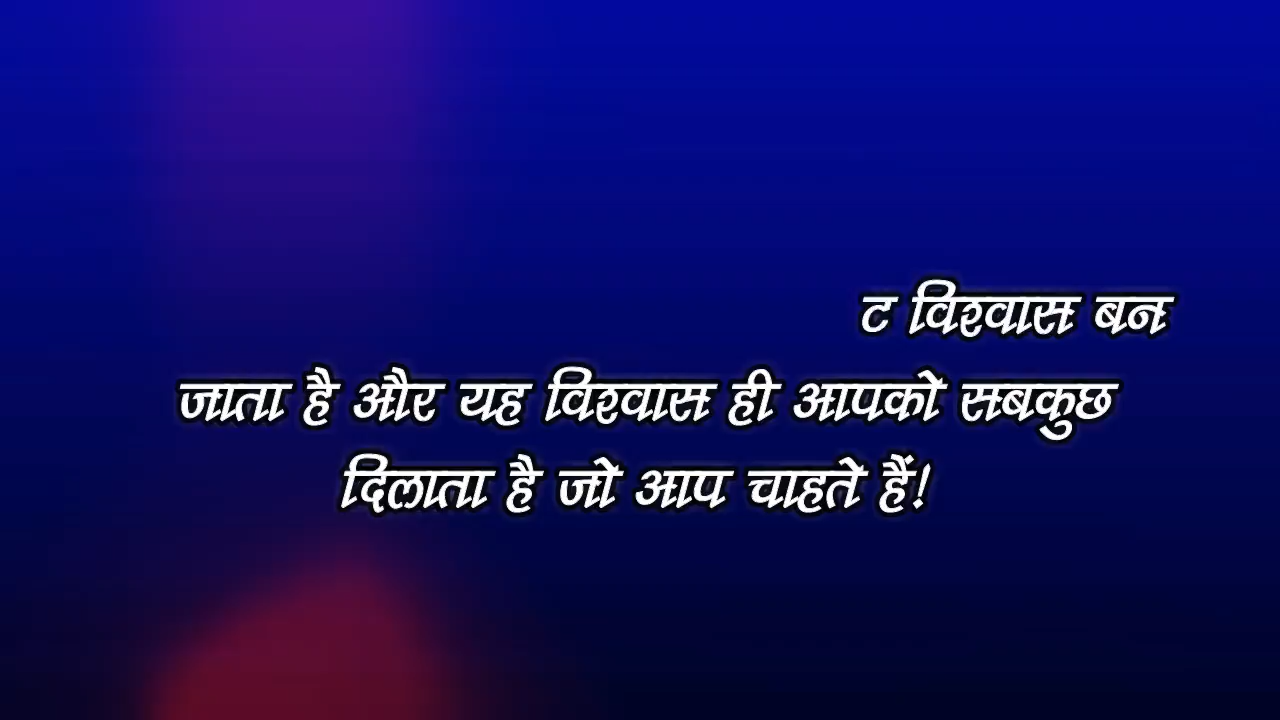 ट विश्वास बन
जाता है और यह विश्वास ही आपको सबकुछ
दिलाता है जो आप चाहते हैं!